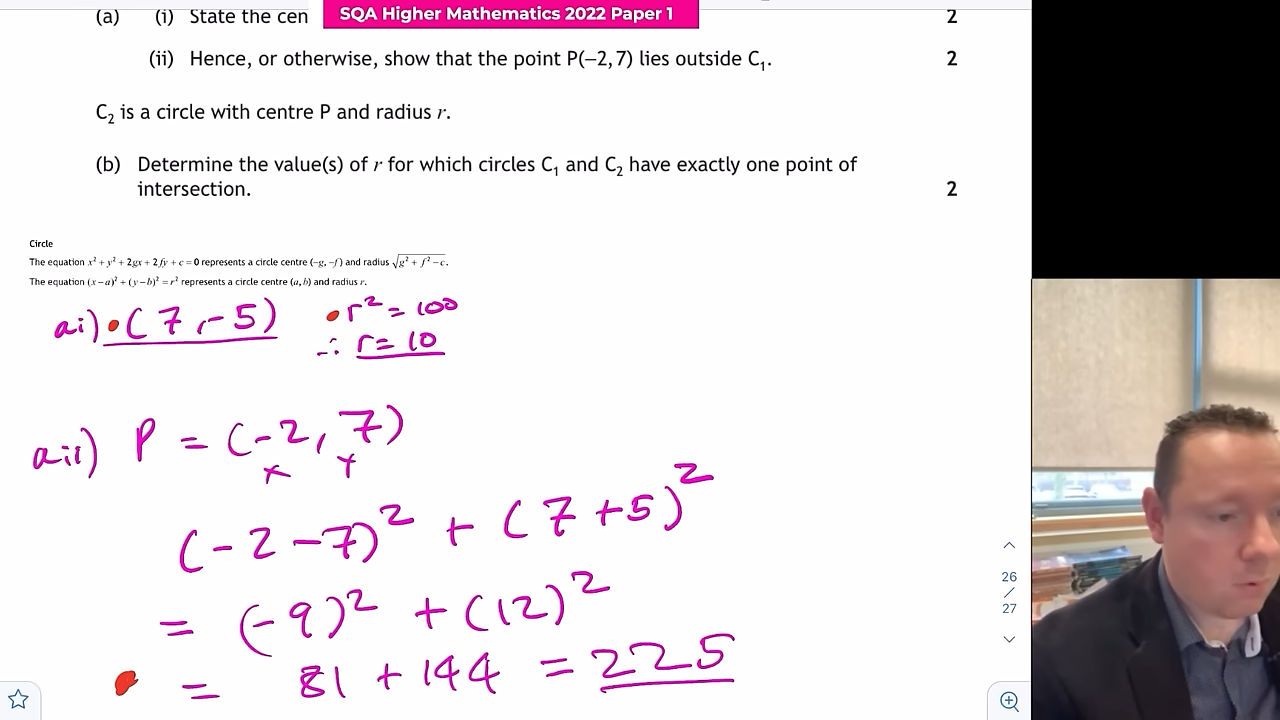 SQA Higher Mathematics 2022 Paper 1
(a) (i) State the cen 2
(ii) Hence, or otherwise, show that the point P(−2, 7) lies outside C₁. 2
C₂ is a circle with centre P and radius r.
(b) Determine the value(s) of r for which circles C₁ and C₂ have exactly one point of
intersection. 2
Circle
The equation x² + y² + 2gx + 2fy + c = 0 represents a circle centre (−g, −f) and radius √(g² + f² − c).
The equation (x − a)² + (y − b)² = r² represents a circle centre (a, b) and radius r.
ai) • (7, -5) • r² = 100
∴ r = 10
aii) P = (-2, 7)
x y
(-2 -7)² + (7 +5)²
= (-9)² + (12)²
= 81 + 144 = 225
26
/
27